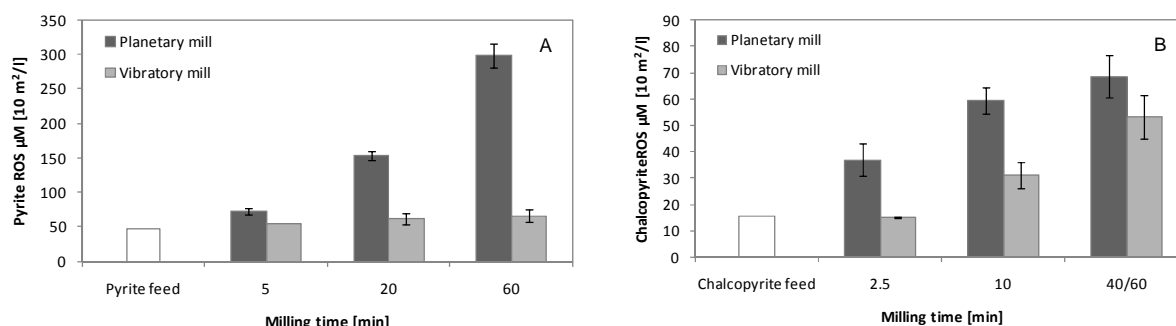 Pyrite ROS µM [10 m²/l]
350
300
250
200
150
100
50
0
Planetary mill
Vibratory mill
A
Pyrite feed 5 20 60
Milling time [min]
ChalcopyriteROS µM [10 m²/l]
90
80
70
60
50
40
30
20
10
0
Planetary mill
Vibratory mill
B
Chalcopyrite feed 2.5 10 40/60
Milling time [min]